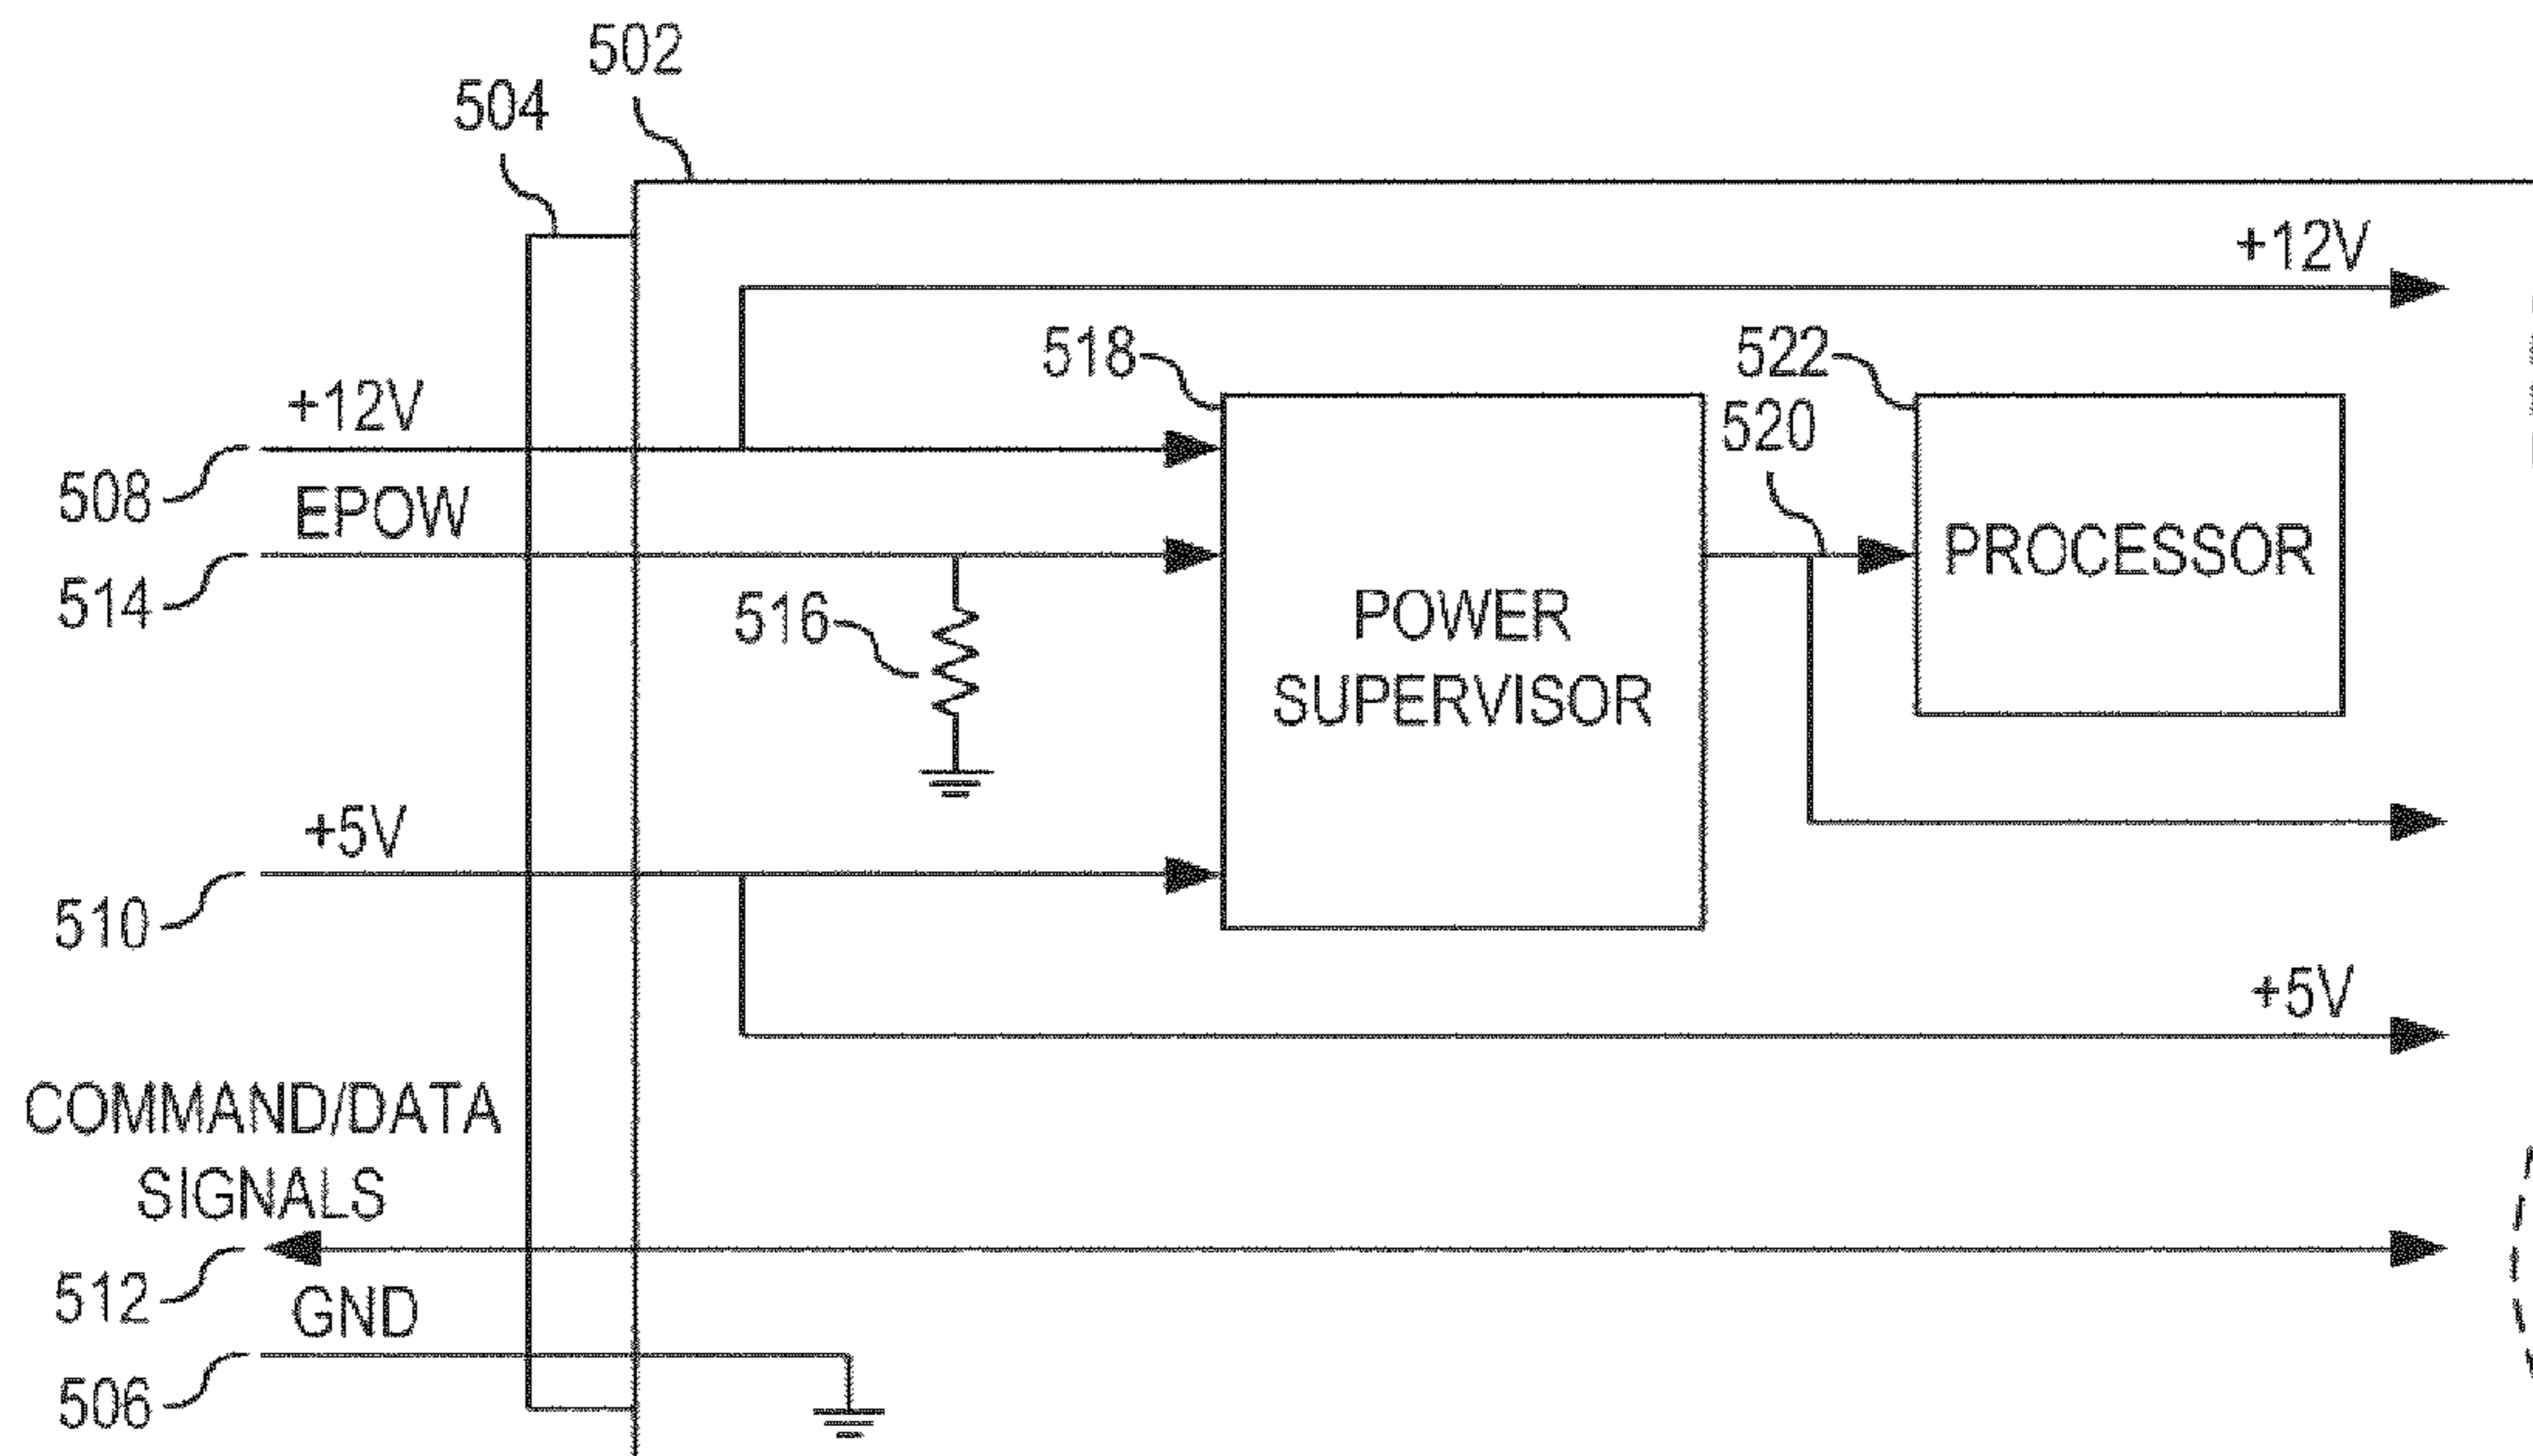 502
504
+12V
518
522
+12V
520
508
EPOW
PROCESSOR
514
516
POWER
SUPERVISOR
+5V
510
+5V
COMMAND/DATA
SIGNALS
512
GND
506